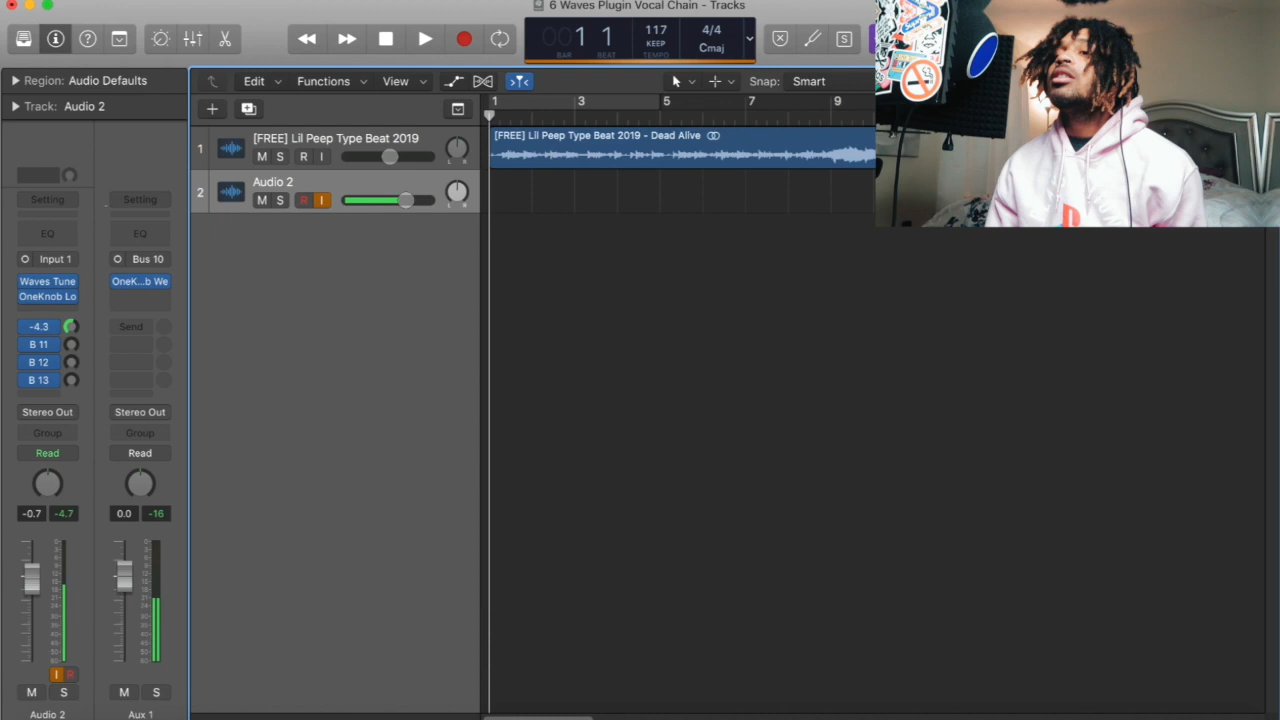 6 Waves Plugin Vocal Chain - Tracks
1 1
BAR
BEAT
117
KEEP
TEMPO
4/4
Cmaj
S
Region: Audio Defaults
Track: Audio 2
Edit
Functions
View
Snap: Smart
1
3
5
7
9
1
[FREE] Lil Peep Type Beat 2019
M S R I
L R
[FREE] Lil Peep Type Beat 2019 - Dead Alive
2
Audio 2
M S R I
L R
Setting
Setting
EQ
EQ
Input 1
Bus 10
Waves Tune
OneKnob Lo
OneK...b We
-4.3
Send
B 11
B 12
B 13
Stereo Out
Stereo Out
Group
Group
Read
Read
-0.7
-4.7
0.0
-16
I R
M S
M S
Audio 2
Aux 1